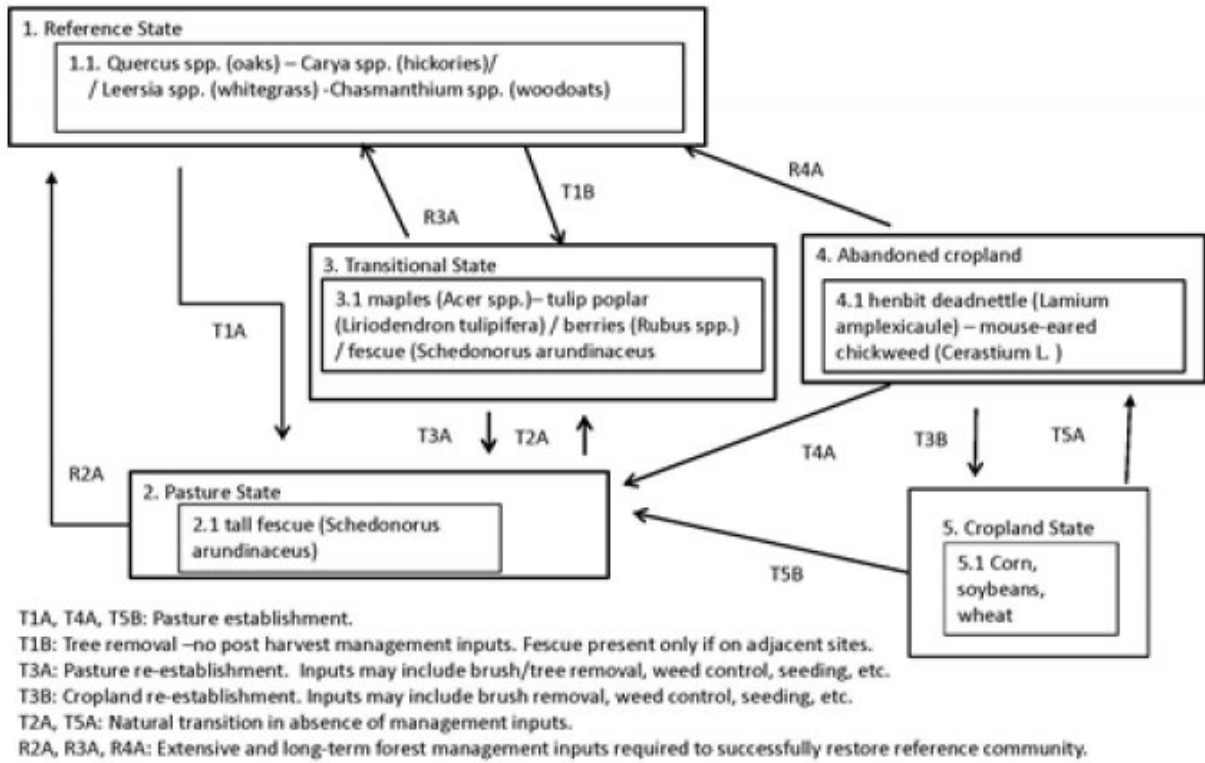 1. Reference State
1.1. Quercus spp. (oaks) – Carya spp. (hickories)/
/ Leersia spp. (whitegrass) -Chasmanthium spp. (woodoats)
R4A
T1B
R3A
3. Transitional State
3.1 maples (Acer spp.)– tulip poplar
(Liriodendron tulipifera) / berries (Rubus spp.)
/ fescue (Schedonorus arundinaceus
4. Abandoned cropland
4.1 henbit deadnettle (Lamium
amplexicaule) – mouse-eared
chickweed (Cerastium L. )
T1A
T3A
T2A
T4A
T3B
T5A
R2A
2. Pasture State
2.1 tall fescue (Schedonorus
arundinaceus)
5. Cropland State
5.1 Corn,
soybeans,
wheat
T5B
T1A, T4A, T5B: Pasture establishment.
T1B: Tree removal –no post harvest management inputs. Fescue present only if on adjacent sites.
T3A: Pasture re-establishment.  Inputs may include brush/tree removal, weed control, seeding, etc.
T3B: Cropland re-establishment. Inputs may include brush removal, weed control, seeding, etc.
T2A, T5A: Natural transition in absence of management inputs.
R2A, R3A, R4A: Extensive and long-term forest management inputs required to successfully restore reference community.